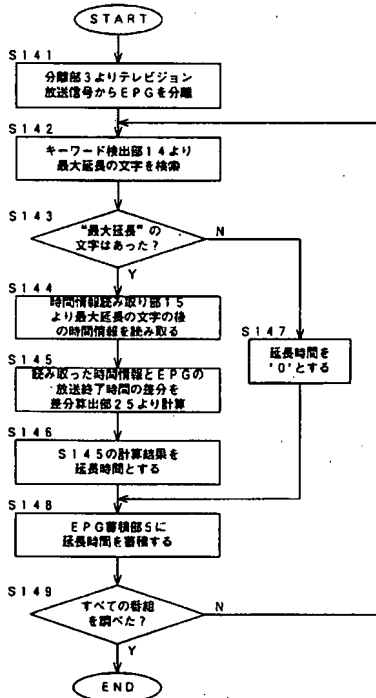 START
S141
分離部3よりテレビジョン
放送信号からEPGを分離
S142
キーワード検出部14より
最大延長の文字を検索
S143
“最大延長”の
文字はあった?
N
Y
S144
時間情報読み取り部15
より最大延長の文字の後
の時間情報を読み取る
S147
延長時間を
'0'とする
S145
読み取った時間情報とEPGの
放送終了時間の差分を
差分算出部25より計算
S146
S145の計算結果を
延長時間とする
S148
EPG蓄積部5に
延長時間を蓄積する
S149
すべての番組
を調べた?
N
Y
END